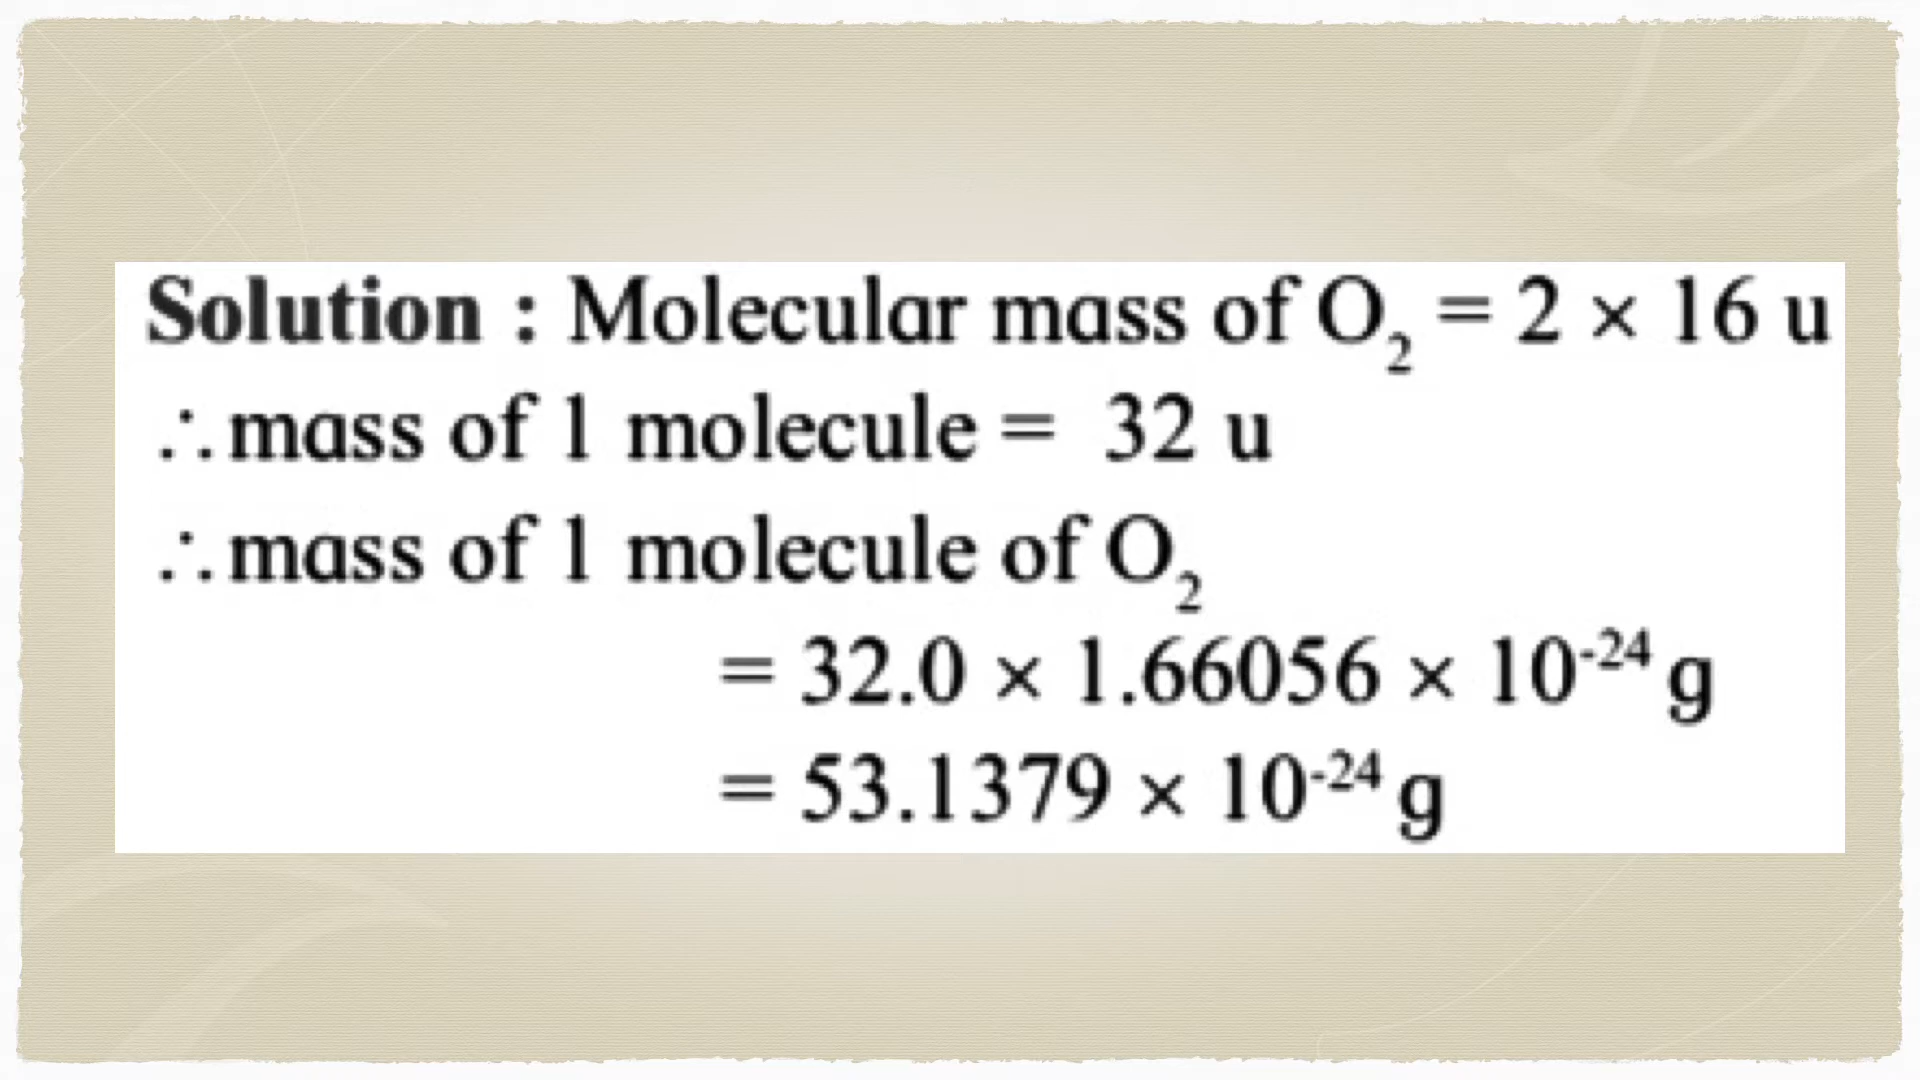 Solution : Molecular mass of O₂ = 2 × 16 u
∴ mass of 1 molecule = 32 u
∴ mass of 1 molecule of O₂
= 32.0 × 1.66056 × 10⁻²⁴ g
= 53.1379 × 10⁻²⁴ g